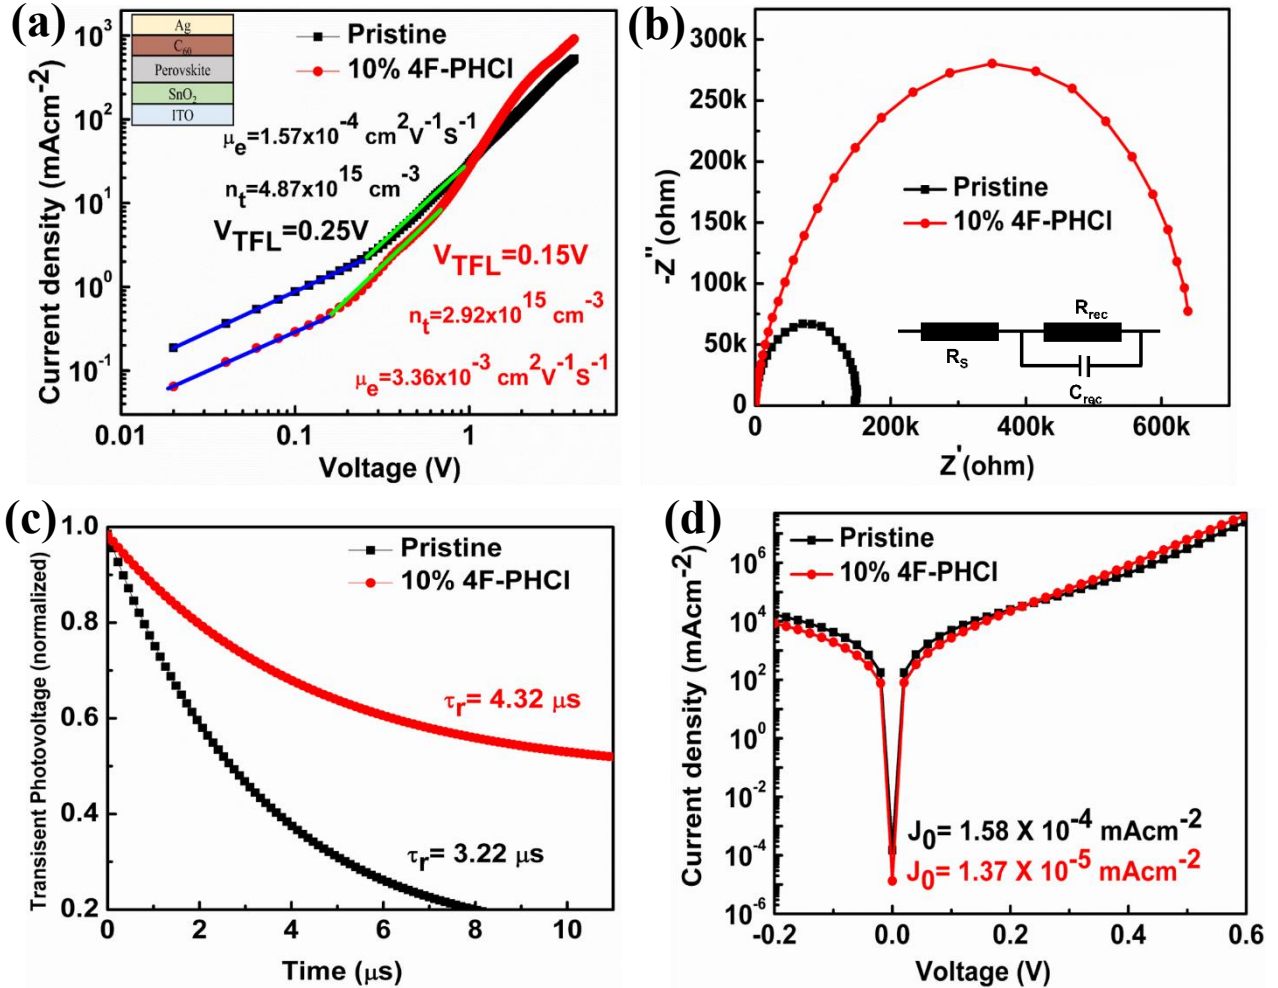 (a)
Ag
C60
Perovskite
SnO2
ITO
Pristine
10% 4F-PHCl
μe=1.57x10-4 cm2V-1S-1
nt=4.87x1015 cm-3
VTFL=0.25V
VTFL=0.15V
nt=2.92x1015 cm-3
μe=3.36x10-3 cm2V-1S-1
Current density (mAcm-2)
103
102
101
100
10-1
0.01
0.1
1
Voltage (V)
(b)
300k
250k
200k
150k
100k
50k
0
-Z''(ohm)
Pristine
10% 4F-PHCl
RS
Rrec
Crec
0
200k
400k
600k
Z'(ohm)
(c)
Transisent Photovoltage (normalized)
1.0
0.8
0.6
0.4
0.2
Pristine
10% 4F-PHCl
τr= 4.32 μs
τr= 3.22 μs
0
2
4
6
8
10
Time (μs)
(d)
Current density (mAcm-2)
106
104
102
100
10-2
10-4
10-6
Pristine
10% 4F-PHCl
J0= 1.58 X 10-4 mAcm-2
J0= 1.37 X 10-5 mAcm-2
-0.2
0.0
0.2
0.4
0.6
Voltage (V)